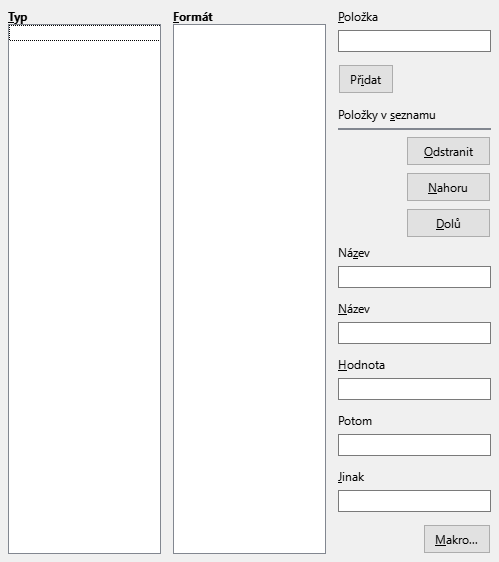 Typ
Formát
Položka
Přidat
Položky v seznamu
Odstranit
Nahoru
Dolů
Název
Název
Hodnota
Potom
Jinak
Makro...